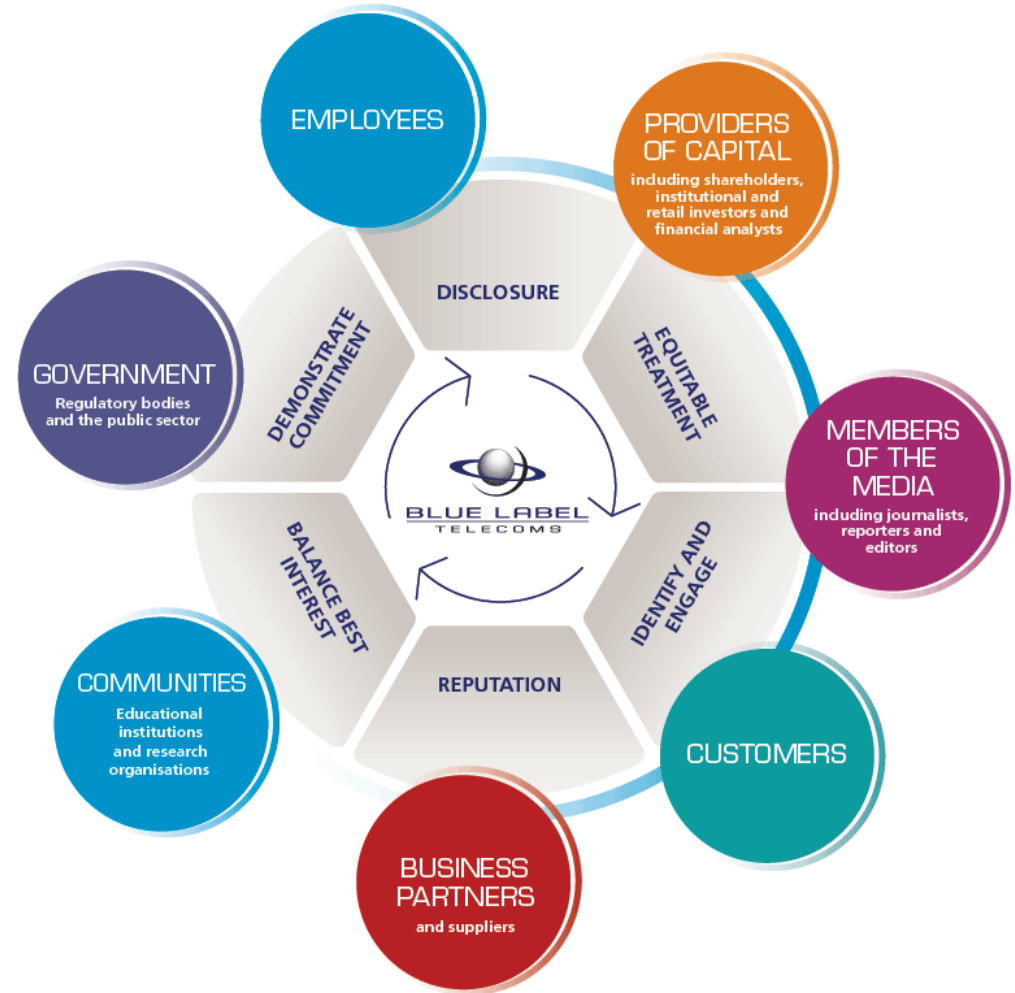 EMPLOYEES
PROVIDERS
OF CAPITAL
including shareholders,
institutional and
retail investors and
financial analysts
DISCLOSURE
EQUITABLE
TREATMENT
DEMONSTRATE
COMMITMENT
GOVERNMENT
Regulatory bodies
and the public sector
MEMBERS
OF THE
MEDIA
including journalists,
reporters and
editors
BLUE LABEL
TELECOMS
IDENTIFY AND
ENGAGE
BALANCE BEST
INTEREST
REPUTATION
COMMUNITIES
Educational
institutions
and research
organisations
CUSTOMERS
BUSINESS
PARTNERS
and suppliers